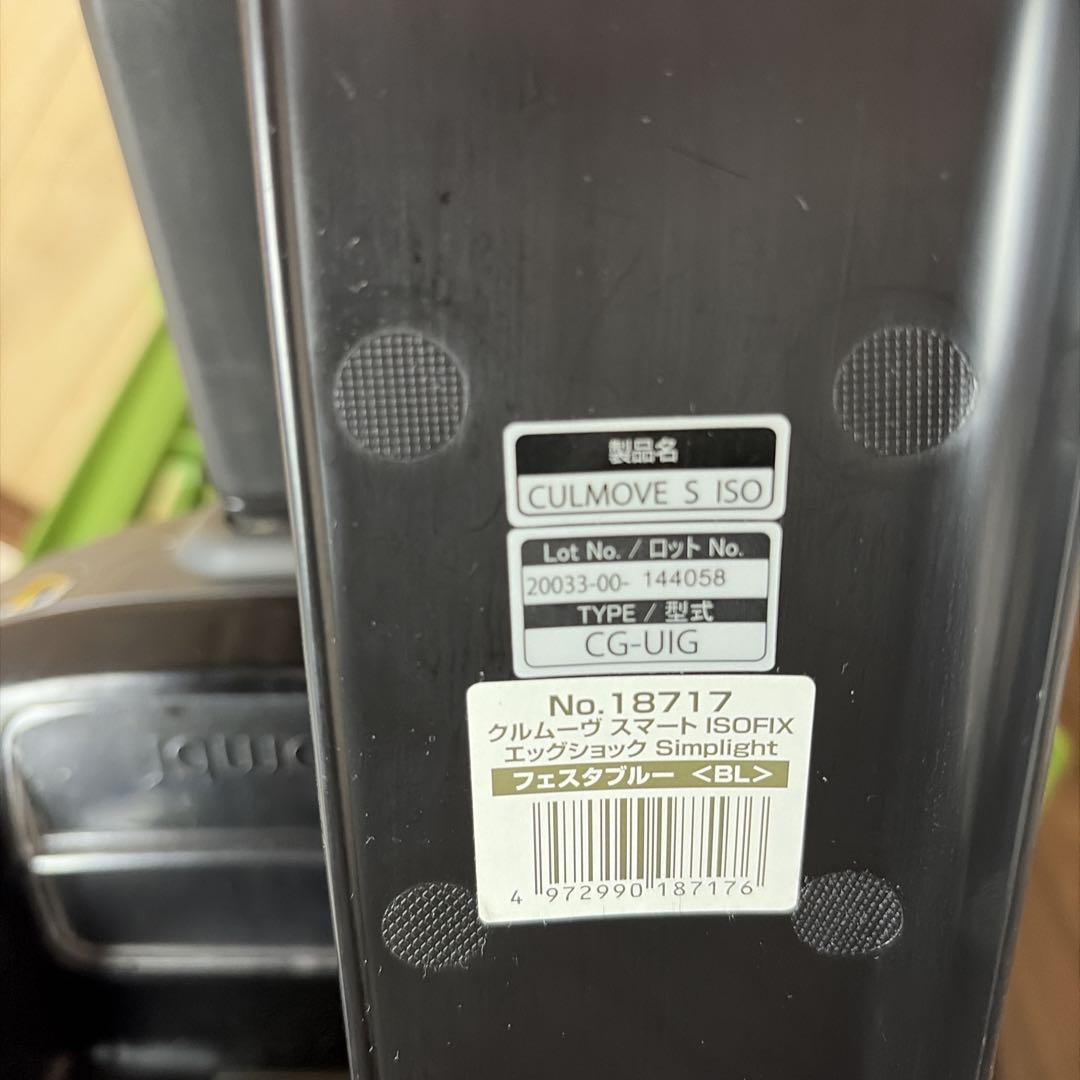 製品名
CULMOVE S ISO
Lot No. / ロット No.
20033-00- 144058
TYPE / 型式
CG-UIG
No.18717
クルムーヴ スマート ISOFIX
エッグショック Simplight
フェスタブルー <BL>
4 972990 187176